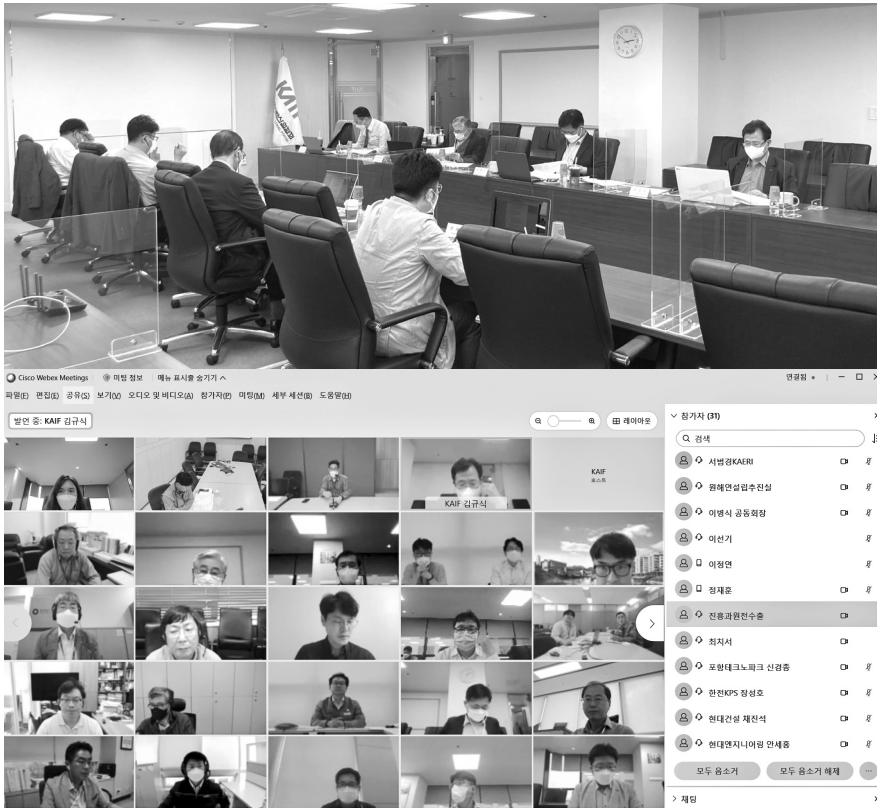 KAIF
Cisco Webex Meetings
미팅 정보
메뉴 표시줄 숨기기
연결됨
파일(F) 편집(E) 공유(S) 보기(V) 오디오 및 비디오(A) 참가자(P) 미팅(M) 세부 세션(B) 도움말(H)
발언 중: KAIF 김규식
레이아웃
KAIF 김규식
KAIF
호스트
참가자 (31)
검색
서범경KAERI
원해연설립추진실
이병식 공동회장
이선기
이정연
정재훈
진흥과원전수출
최치서
포항테크노파크 신경종
한전KPS 장성호
현대건설 채진석
현대엔지니어링 안세홍
모두 음소거
모두 음소거 해제
채팅